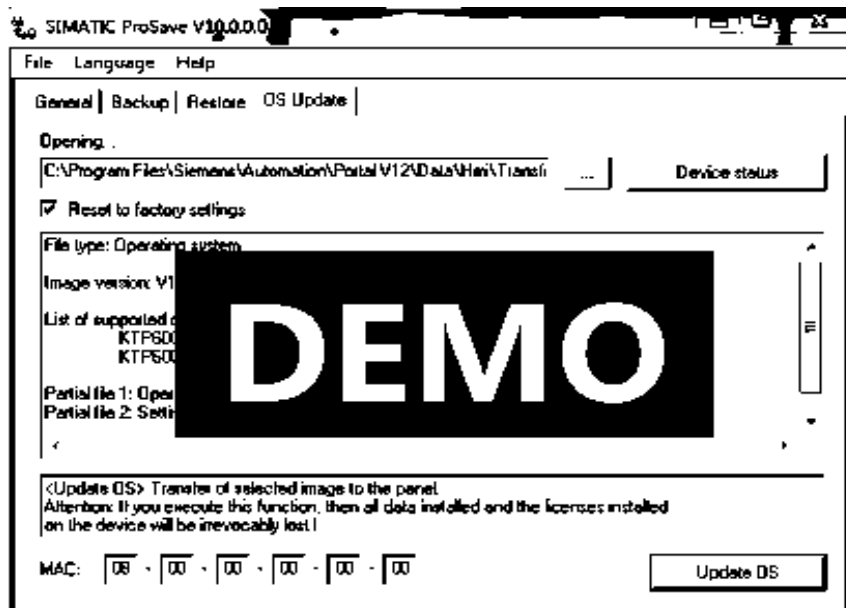 SIMATIC ProSave V10.0.0.0
File Language Help
General Backup Restore OS Update
Opening...
C:\Program Files\Siemens\Automation\Portal V12\Data\Hmi\Transf
... Device status
Reset to factory settings
File type: Operating system
Image version: V1
List of supported d
KTP600
KTP600
DEMO
Partial file 1: Oper
Partial file 2: Settin
<Update OS> Transfer of selected image to the panel.
Attention: If you execute this function, then all data installed and the licenses installed
on the device will be irrevocably lost!
MAC: 08 - 00 - 00 - 00 - 00 - 00
Update OS